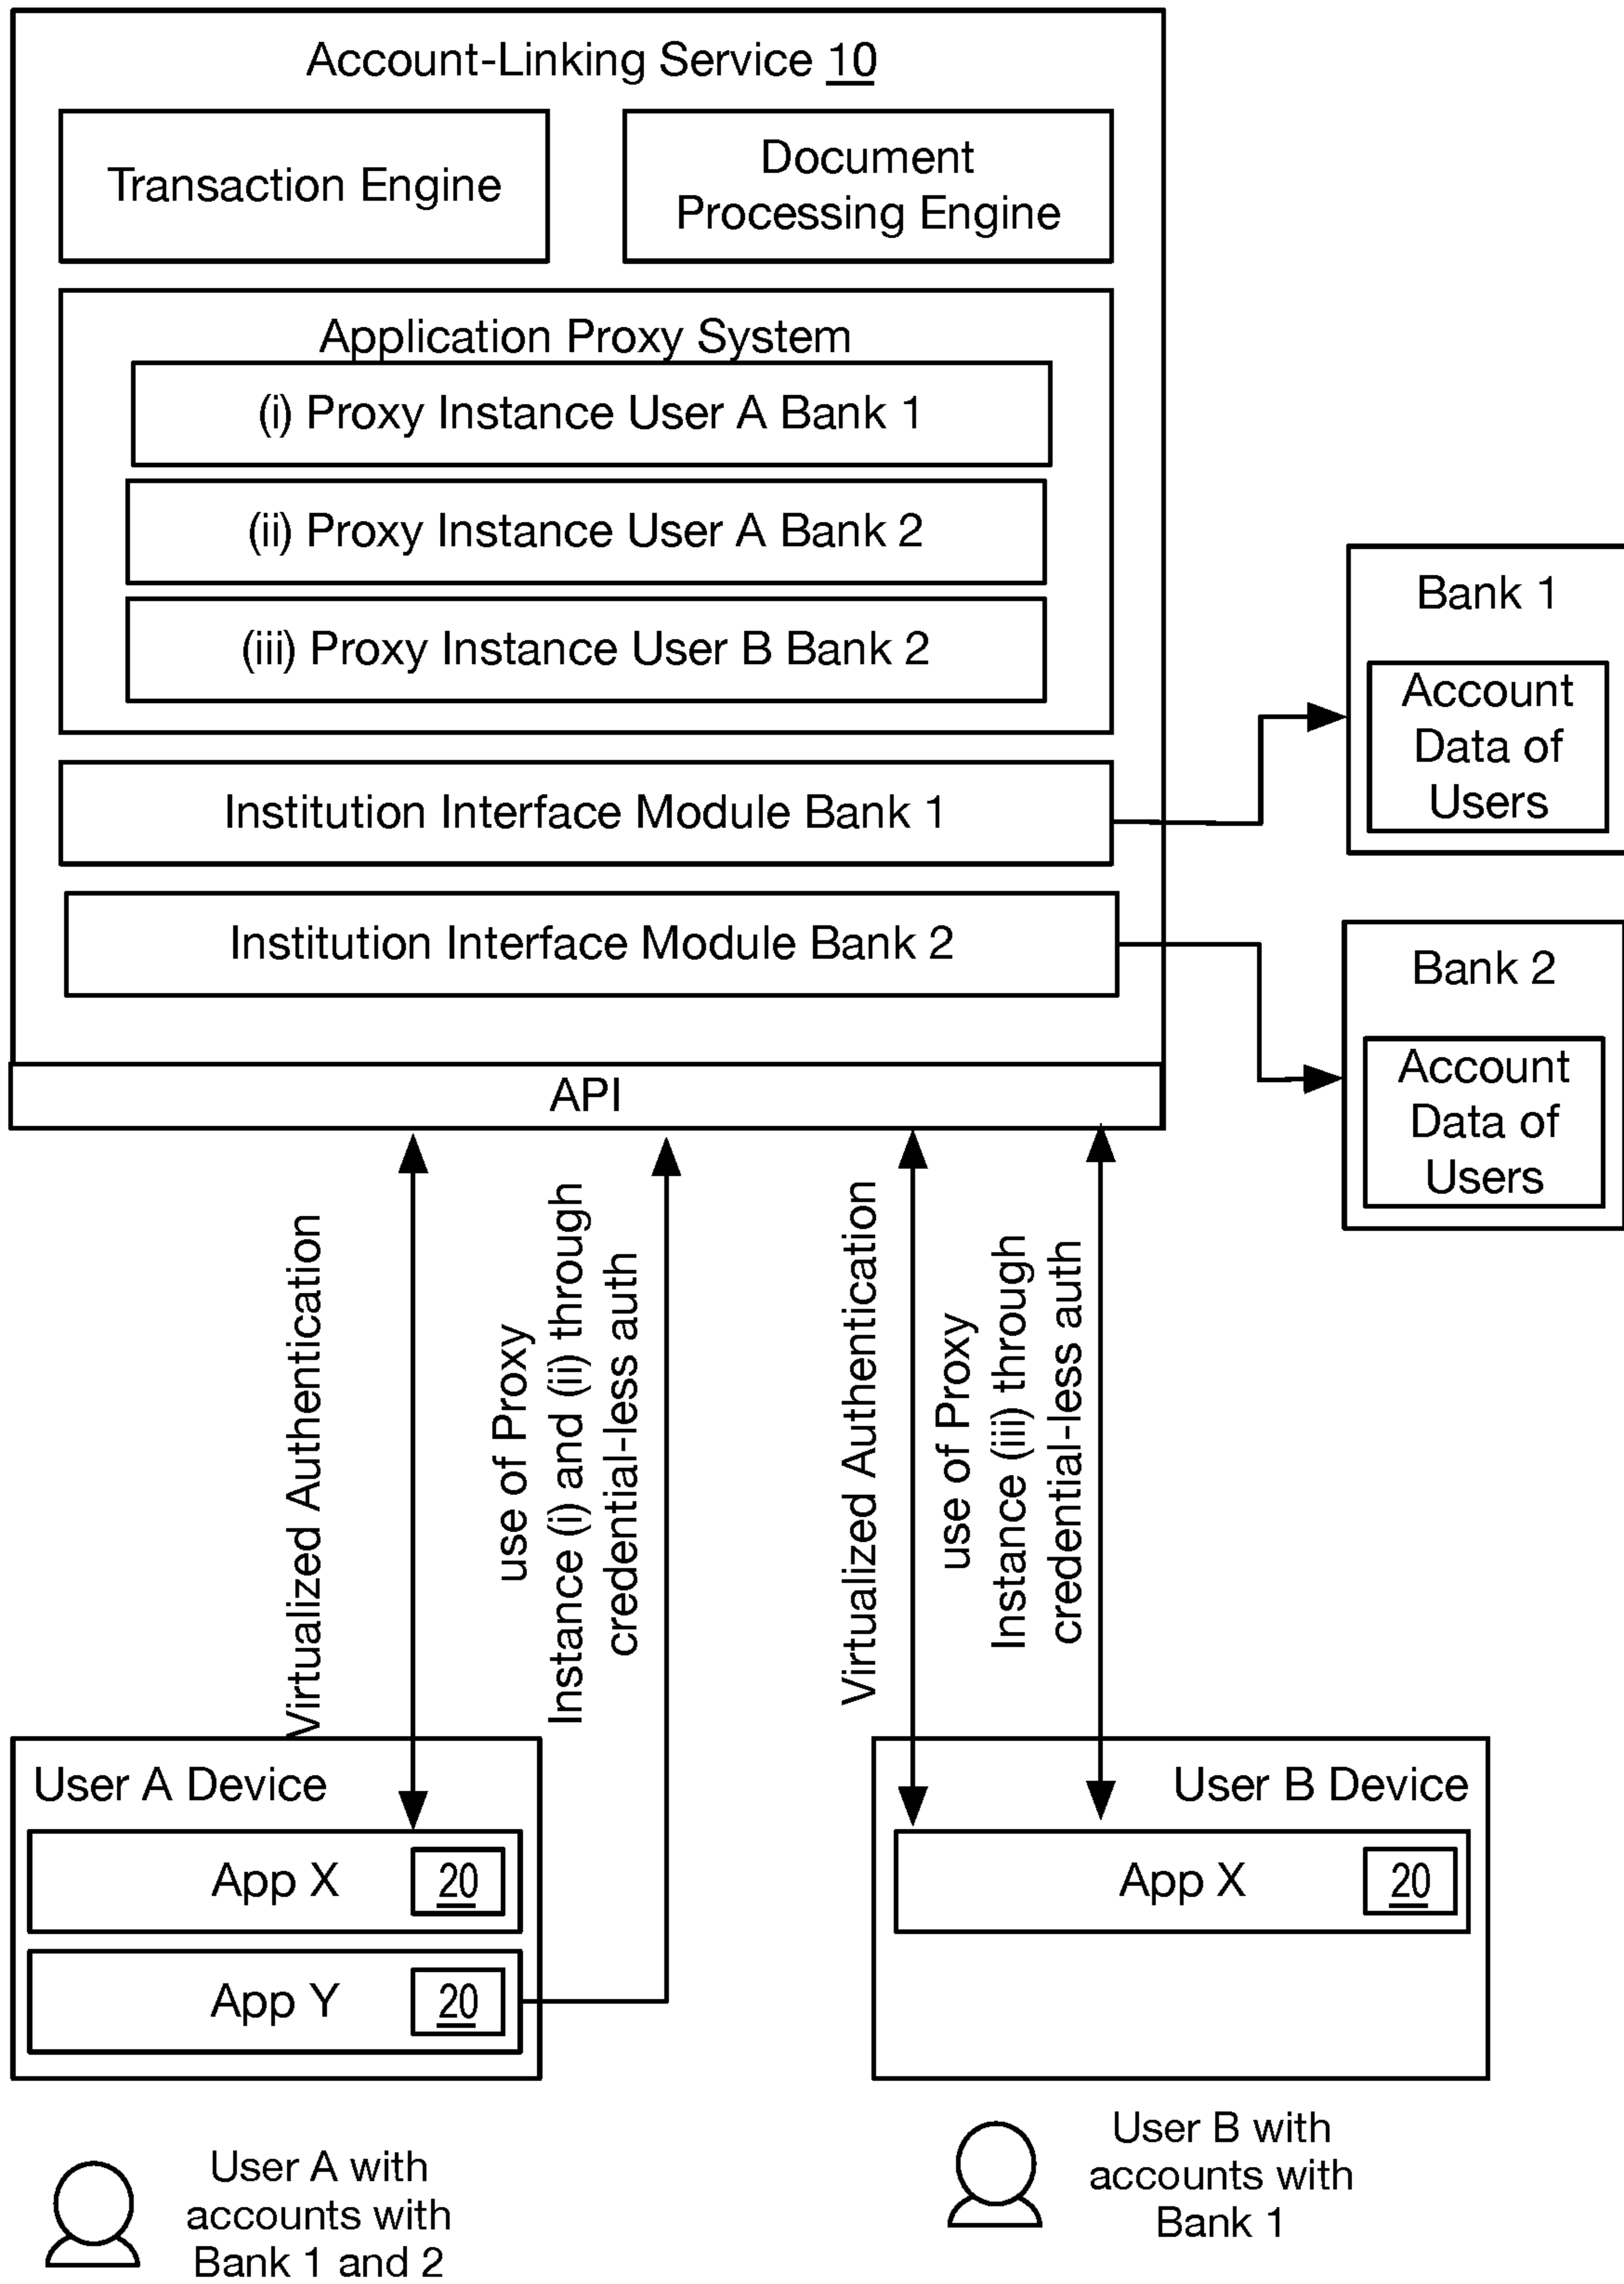 Account-Linking Service 10
Transaction Engine
Document
Processing Engine
Application Proxy System
(i) Proxy Instance User A Bank 1
(ii) Proxy Instance User A Bank 2
(iii) Proxy Instance User B Bank 2
Institution Interface Module Bank 1
Institution Interface Module Bank 2
API
Bank 1
Account
Data of
Users
Bank 2
Account
Data of
Users
Virtualized Authentication
use of Proxy
Instance (i) and (ii) through
credential-less auth
Virtualized Authentication
use of Proxy
Instance (iii) through
credential-less auth
User A Device
App X 20
App Y 20
User B Device
App X 20
User A with
accounts with
Bank 1 and 2
User B with
accounts with
Bank 1